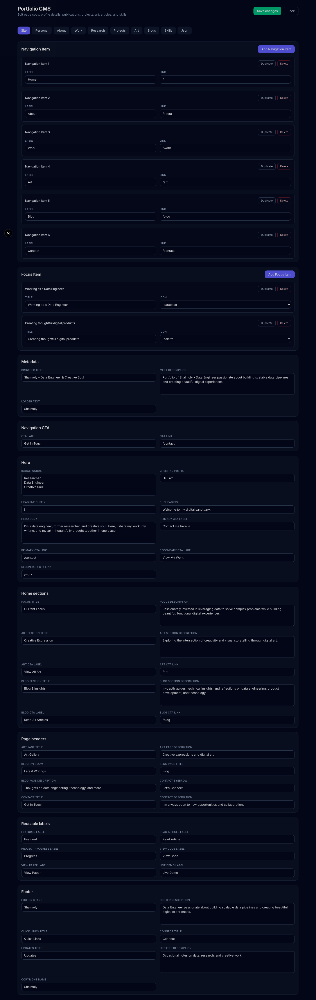 Portfolio CMS
Edit page copy, profile details, publications, projects, art, articles, and skills.
Save changes
Lock
Site
Personal
About
Work
Research
Projects
Art
Blogs
Skills
Json
Navigation Item
Add Navigation Item
Navigation Item 1
Duplicate
Delete
LABEL
LINK
Home
/
Navigation Item 2
Duplicate
Delete
LABEL
LINK
About
/about
Navigation Item 3
Duplicate
Delete
LABEL
LINK
Work
/work
Navigation Item 4
Duplicate
Delete
LABEL
LINK
Art
/art
Navigation Item 5
Duplicate
Delete
LABEL
LINK
Blog
/blog
N
Navigation Item 6
Duplicate
Delete
LABEL
LINK
Contact
/contact
Focus Item
Add Focus Item
Working as a Data Engineer
Duplicate
Delete
TITLE
ICON
Working as a Data Engineer
database
Creating thoughtful digital products
Duplicate
Delete
TITLE
ICON
Creating thoughtful digital products
palette
Metadata
BROWSER TITLE
META DESCRIPTION
Shalmoly - Data Engineer & Creative Soul
Portfolio of Shalmoly - Data Engineer passionate about building scalable data pipelines
and creating beautiful digital experiences.
LOADER TEXT
Shalmoly
Navigation CTA
CTA LABEL
CTA LINK
Get in Touch
/contact
Hero
BADGE WORDS
GREETING PREFIX
Researcher
Data Engineer
Creative Soul
Hi, I am
HEADLINE SUFFIX
SUBHEADING
!
Welcome to my digital sanctuary.
HERO BODY
PRIMARY CTA LABEL
I'm a data engineer, former researcher, and creative soul. Here, I share my work, my
writing, and my art - thoughtfully brought together in one place.
Contact me here →
PRIMARY CTA LINK
SECONDARY CTA LABEL
/contact
View My Work
SECONDARY CTA LINK
/work
Home sections
FOCUS TITLE
FOCUS DESCRIPTION
Current Focus
Passionately invested in leveraging data to solve complex problems while building
beautiful, functional digital experiences.
ART SECTION TITLE
ART SECTION DESCRIPTION
Creative Expression
Exploring the intersection of creativity and visual storytelling through digital art.
ART CTA LABEL
ART CTA LINK
View All Art
/art
BLOG SECTION TITLE
BLOG SECTION DESCRIPTION
Blog & Insights
In-depth guides, technical insights, and reflections on data engineering, product
development, and technology.
BLOG CTA LABEL
BLOG CTA LINK
Read All Articles
/blog
Page headers
ART PAGE TITLE
ART PAGE DESCRIPTION
Art Gallery
Creative expressions and digital art
BLOG EYEBROW
BLOG PAGE TITLE
Latest Writings
Blog
BLOG PAGE DESCRIPTION
CONTACT EYEBROW
Thoughts on data engineering, technology, and more
Let's Connect
CONTACT TITLE
CONTACT DESCRIPTION
Get In Touch
I'm always open to new opportunities and collaborations
Reusable labels
FEATURED LABEL
READ ARTICLE LABEL
Featured
Read Article
PROJECT PROGRESS LABEL
VIEW CODE LABEL
Progress
View Code
VIEW PAPER LABEL
LIVE DEMO LABEL
View Paper
Live Demo
Footer
FOOTER BRAND
FOOTER DESCRIPTION
Shalmoly
Data Engineer passionate about building scalable data pipelines and creating beautiful
digital experiences.
QUICK LINKS TITLE
CONNECT TITLE
Quick Links
Connect
UPDATES TITLE
UPDATES DESCRIPTION
Updates
Occasional notes on data, research, and creative work.
COPYRIGHT NAME
Shalmoly